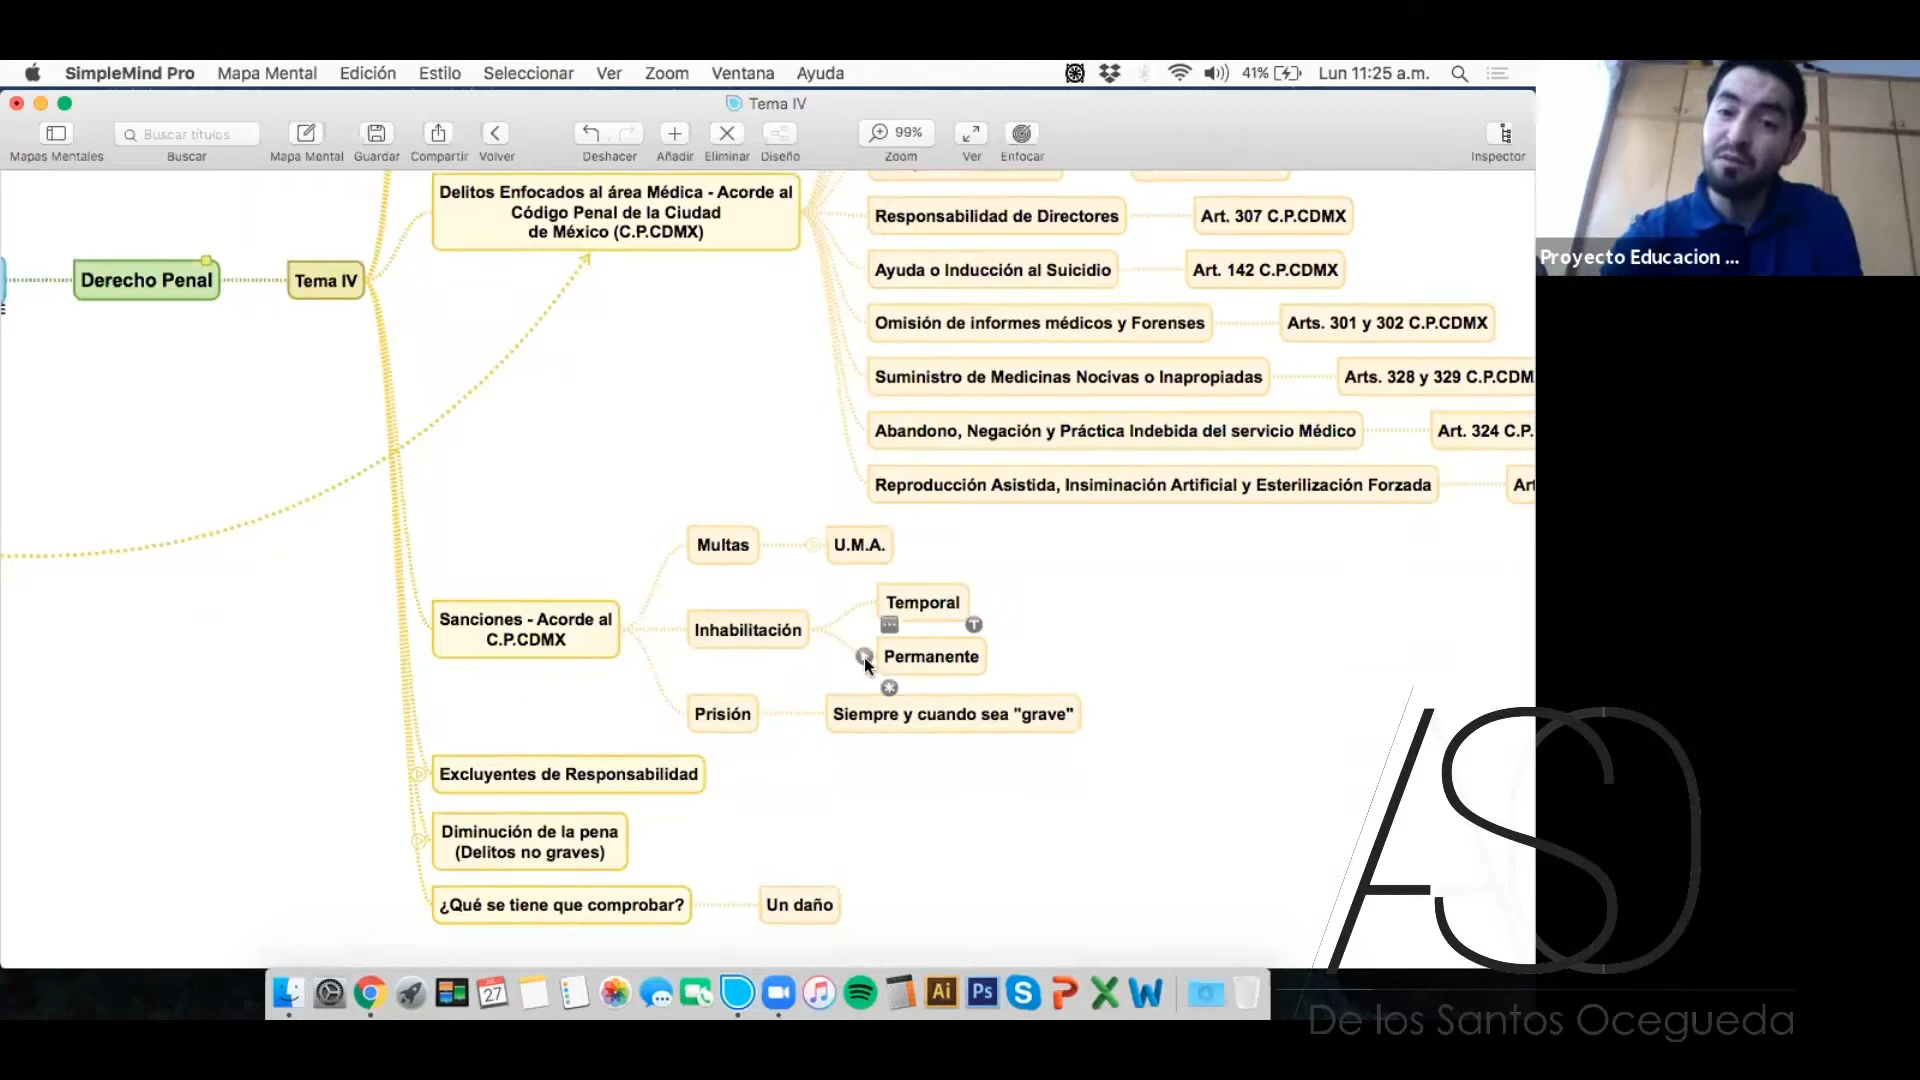 SimpleMind Pro Mapa Mental Edición Estilo Seleccionar Ver Zoom Ventana Ayuda 41% Lun 11:25 a.m.
Tema IV
Buscar títulos
99%
Mapas Mentales Buscar Mapa Mental Guardar Compartir Volver Deshacer Añadir Eliminar Diseño Zoom Ver Enfocar Inspector
Proyecto Educacion ...
Derecho Penal
Tema IV
Delitos Enfocados al área Médica - Acorde al
Código Penal de la Ciudad
de México (C.P.CDMX)
Responsabilidad de Directores Art. 307 C.P.CDMX
Ayuda o Inducción al Suicidio Art. 142 C.P.CDMX
Omisión de informes médicos y Forenses Arts. 301 y 302 C.P.CDMX
Suministro de Medicinas Nocivas o Inapropiadas Arts. 328 y 329 C.P.CDM
Abandono, Negación y Práctica Indebida del servicio Médico Art. 324 C.P.
Reproducción Asistida, Insiminación Artificial y Esterilización Forzada Art
Sanciones - Acorde al
C.P.CDMX
Multas U.M.A.
Inhabilitación
Temporal
Permanente
Prisión Siempre y cuando sea "grave"
Excluyentes de Responsabilidad
Diminución de la pena
(Delitos no graves)
¿Qué se tiene que comprobar? Un daño
JUL
27
Ai
Ps
ASO
De los Santos Ocegueda